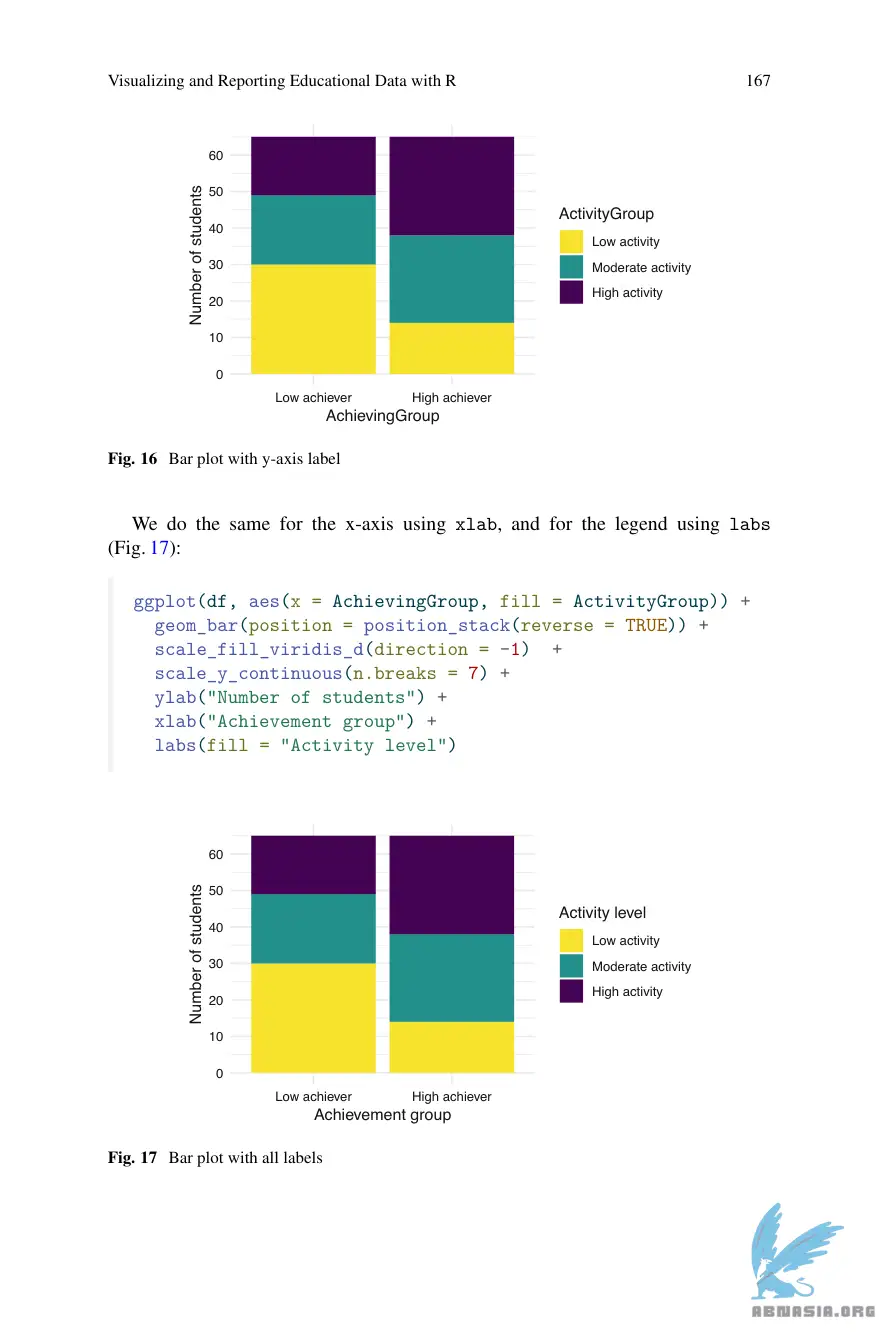 Visualizing and Reporting Educational Data with R 167
60
50
40
30
20
10
0
Number of students
Low achiever High achiever
AchievingGroup
ActivityGroup
Low activity
Moderate activity
High activity
Fig. 16 Bar plot with y-axis label
We do the same for the x-axis using xlab, and for the legend using labs
(Fig. 17):
ggplot(df, aes(x = AchievingGroup, fill = ActivityGroup)) +
geom_bar(position = position_stack(reverse = TRUE)) +
scale_fill_viridis_d(direction = -1) +
scale_y_continuous(n.breaks = 7) +
ylab("Number of students") +
xlab("Achievement group") +
labs(fill = "Activity level")
60
50
40
30
20
10
0
Number of students
Low achiever High achiever
Achievement group
Activity level
Low activity
Moderate activity
High activity
Fig. 17 Bar plot with all labels
ABNASIA.ORG